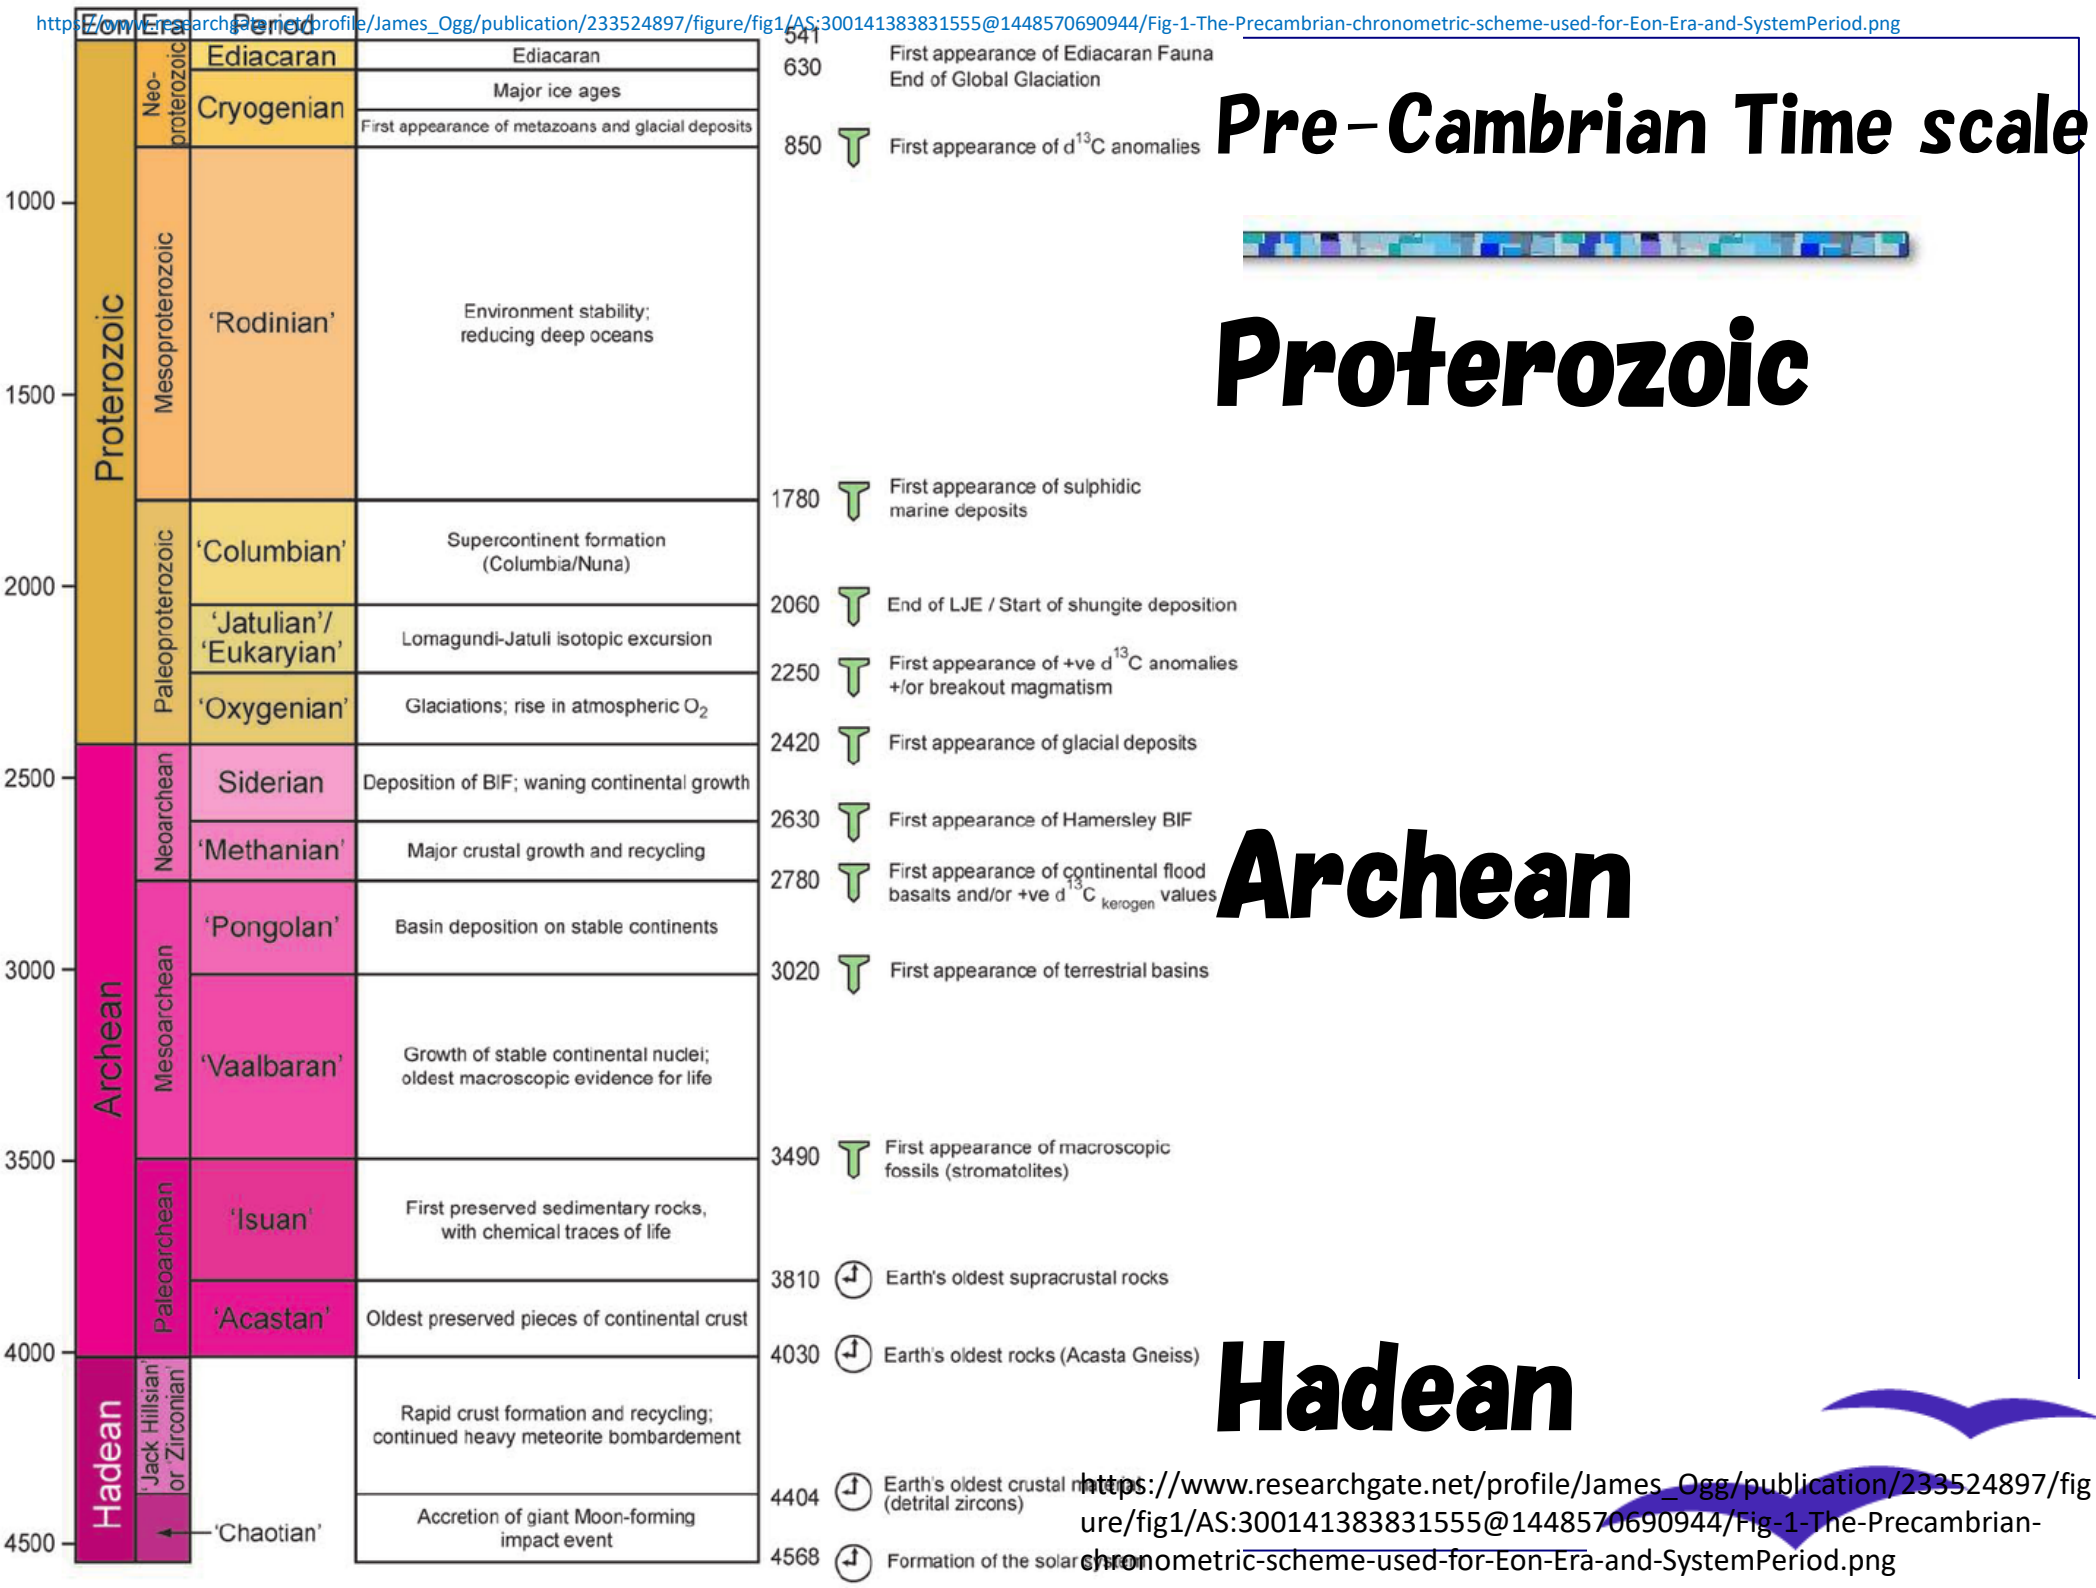 https://www.researchgate.net/profile/James_Ogg/publication/233524897/figure/fig1/AS:300141383831555@1448570690944/Fig-1-The-Precambrian-chronometric-scheme-used-for-Eon-Era-and-SystemPeriod.png
Eon Era Period
Pre-Cambrian Time scale
Proterozoic
Archean
Hadean
1000
1500
2000
2500
3000
3500
4000
4500
Proterozoic
Archean
Hadean
Neo-
proterozoic
Mesoproterozoic
Paleoproterozoic
Neoarchean
Mesoarchean
Paleoarchean
'Jack Hillsian'
or 'Zirconian'
Ediacaran
Cryogenian
'Rodinian'
'Columbian'
'Jatulian'/
'Eukaryian'
'Oxygenian'
Siderian
'Methanian'
'Pongolan'
'Vaalbaran'
'Isuan'
'Acastan'
'Chaotian'
Ediacaran
Major ice ages
First appearance of metazoans and glacial deposits
Environment stability;
reducing deep oceans
Supercontinent formation
(Columbia/Nuna)
Lomagundi-Jatuli isotopic excursion
Glaciations; rise in atmospheric O₂
Deposition of BIF; waning continental growth
Major crustal growth and recycling
Basin deposition on stable continents
Growth of stable continental nuclei;
oldest macroscopic evidence for life
First preserved sedimentary rocks,
with chemical traces of life
Oldest preserved pieces of continental crust
Rapid crust formation and recycling;
continued heavy meteorite bombardement
Accretion of giant Moon-forming
impact event
541
630
First appearance of Ediacaran Fauna
End of Global Glaciation
850 First appearance of d¹³C anomalies
1780 First appearance of sulphidic
marine deposits
2060 End of LJE / Start of shungite deposition
2250 First appearance of +ve d¹³C anomalies
+/or breakout magmatism
2420 First appearance of glacial deposits
2630 First appearance of Hamersley BIF
2780 First appearance of continental flood
basalts and/or +ve d¹³C kerogen values
3020 First appearance of terrestrial basins
3490 First appearance of macroscopic
fossils (stromatolites)
3810 Earth's oldest supracrustal rocks
4030 Earth's oldest rocks (Acasta Gneiss)
4404 Earth's oldest crustal material
(detrital zircons)
4568 Formation of the solar system
https://www.researchgate.net/profile/James_Ogg/publication/233524897/fig
ure/fig1/AS:300141383831555@1448570690944/Fig-1-The-Precambrian-
chronometric-scheme-used-for-Eon-Era-and-SystemPeriod.png